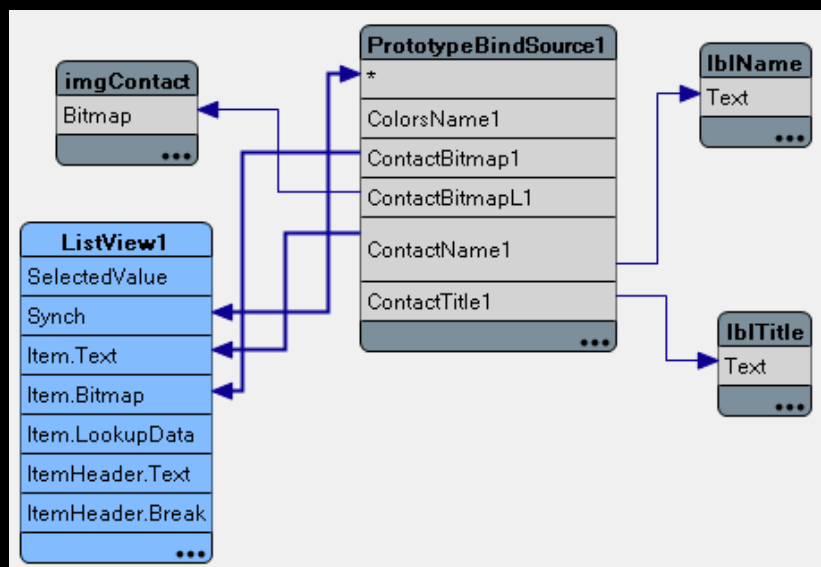 imgContact
Bitmap
•••
ListView1
SelectedValue
Synch
Item.Text
Item.Bitmap
Item.LookupData
ItemHeader.Text
ItemHeader.Break
•••
PrototypeBindSource1
*
ColorsName1
ContactBitmap1
ContactBitmapL1
ContactName1
ContactTitle1
•••
lblName
Text
•••
lblTitle
Text
•••